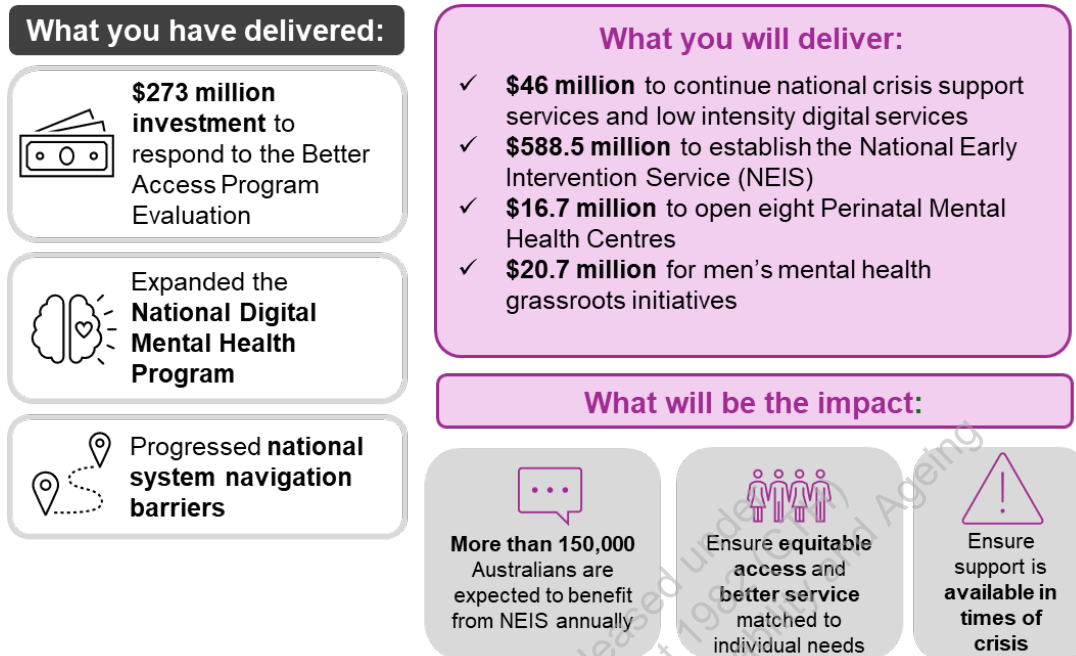 What you have delivered:
$273 million
investment to
respond to the Better
Access Program
Evaluation
Expanded the
National Digital
Mental Health
Program
Progressed national
system navigation
barriers
What you will deliver:
✓ $46 million to continue national crisis support
services and low intensity digital services
✓ $588.5 million to establish the National Early
Intervention Service (NEIS)
✓ $16.7 million to open eight Perinatal Mental
Health Centres
✓ $20.7 million for men's mental health
grassroots initiatives
What will be the impact:
More than 150,000
Australians are
expected to benefit
from NEIS annually
Ensure equitable
access and
better service
matched to
individual needs
Ensure
support is
available in
times of
crisis
1982 (CTH)
and Ageing